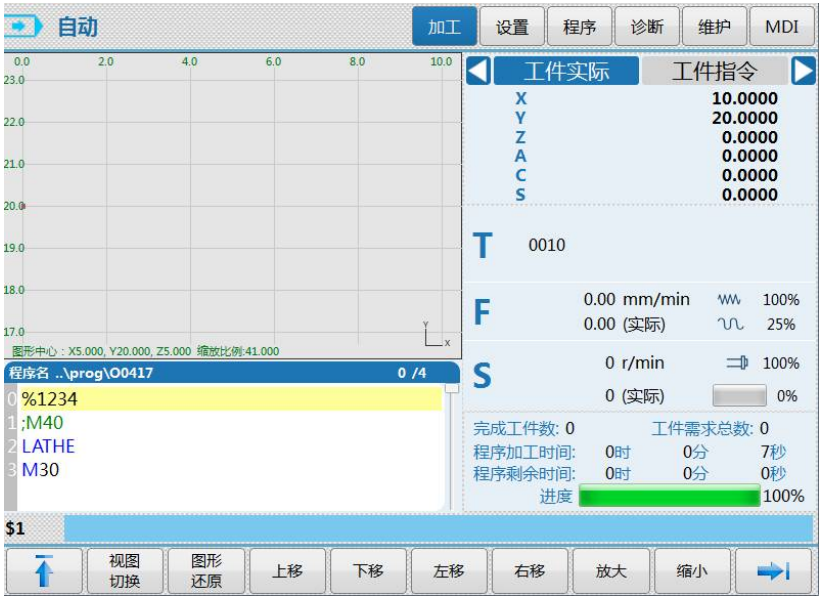 自动
加工 设置 程序 诊断 维护 MDI
0.0 2.0 4.0 6.0 8.0 10.0
23.0
22.0
21.0
20.0
19.0
18.0
17.0
Y
X
图形中心：X5.000, Y20.000, Z5.000 缩放比例:41.000
工件实际 工件指令
X 10.0000
Y 20.0000
Z 0.0000
A 0.0000
C 0.0000
S 0.0000
T 0010
F 0.00 mm/min 100%
0.00 (实际) 25%
S 0 r/min 100%
0 (实际) 0%
程序名 ..\prog\O0417 0 /4
0 %1234
1 ;M40
2 LATHE
3 M30
完成工件数: 0 工件需求总数: 0
程序加工时间: 0时 0分 7秒
程序剩余时间: 0时 0分 0秒
进度 100%
$1
视图
切换
图形
还原
上移 下移 左移 右移 放大 缩小